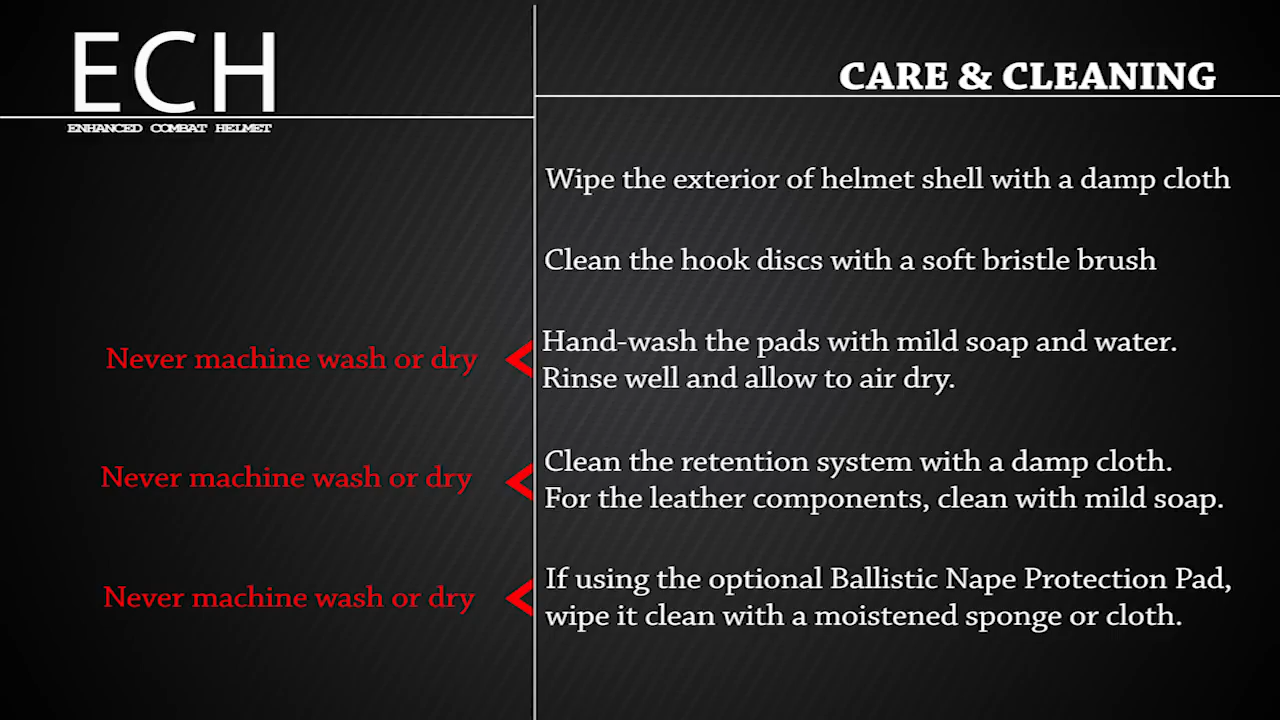 ECH
ENHANCED COMBAT HELMET
CARE & CLEANING
Wipe the exterior of helmet shell with a damp cloth
Clean the hook discs with a soft bristle brush
Never machine wash or dry
Hand-wash the pads with mild soap and water.
Rinse well and allow to air dry.
Never machine wash or dry
Clean the retention system with a damp cloth.
For the leather components, clean with mild soap.
Never machine wash or dry
If using the optional Ballistic Nape Protection Pad,
wipe it clean with a moistened sponge or cloth.